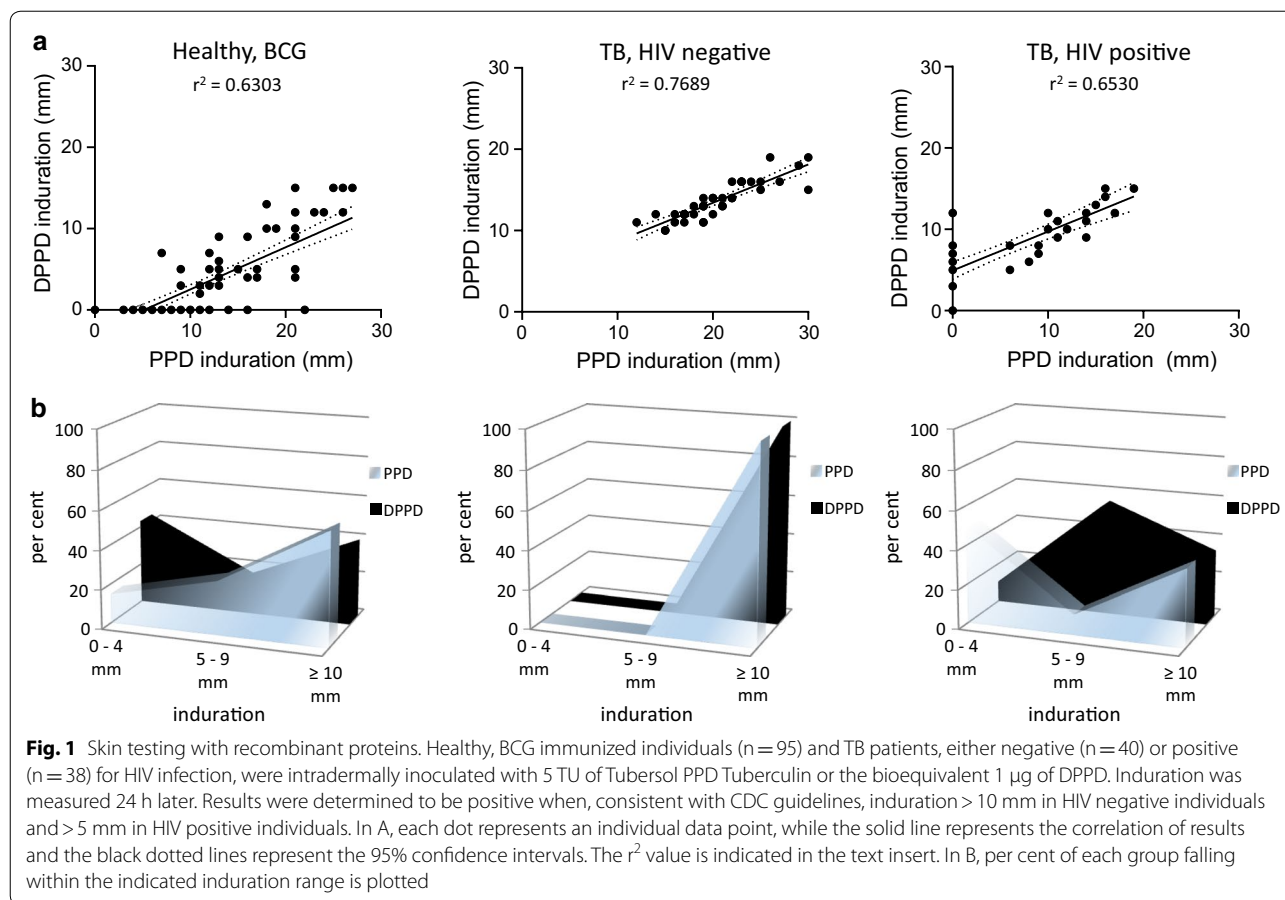 a
Healthy, BCG
r² = 0.6303
DPPD induration (mm)
30
20
10
0
0 10 20 30
PPD induration (mm)
TB, HIV negative
r² = 0.7689
DPPD induration (mm)
30
20
10
0
0 10 20 30
PPD induration (mm)
TB, HIV positive
r² = 0.6530
DPPD induration (mm)
30
20
10
0
0 10 20 30
PPD induration (mm)
b
per cent
100
80
60
40
20
0
0 - 4
mm
5 - 9
mm
≥ 10
mm
induration
PPD
DPPD
per cent
100
80
60
40
20
0
0 - 4
mm
5 - 9
mm
≥ 10
mm
induration
PPD
DPPD
per cent
100
80
60
40
20
0
0 - 4
mm
5 - 9
mm
≥ 10
mm
induration
PPD
DPPD
Fig. 1 Skin testing with recombinant proteins. Healthy, BCG immunized individuals (n = 95) and TB patients, either negative (n = 40) or positive
(n = 38) for HIV infection, were intradermally inoculated with 5 TU of Tubersol PPD Tuberculin or the bioequivalent 1 μg of DPPD. Induration was
measured 24 h later. Results were determined to be positive when, consistent with CDC guidelines, induration > 10 mm in HIV negative individuals
and > 5 mm in HIV positive individuals. In A, each dot represents an individual data point, while the solid line represents the correlation of results
and the black dotted lines represent the 95% confidence intervals. The r² value is indicated in the text insert. In B, per cent of each group falling
within the indicated induration range is plotted